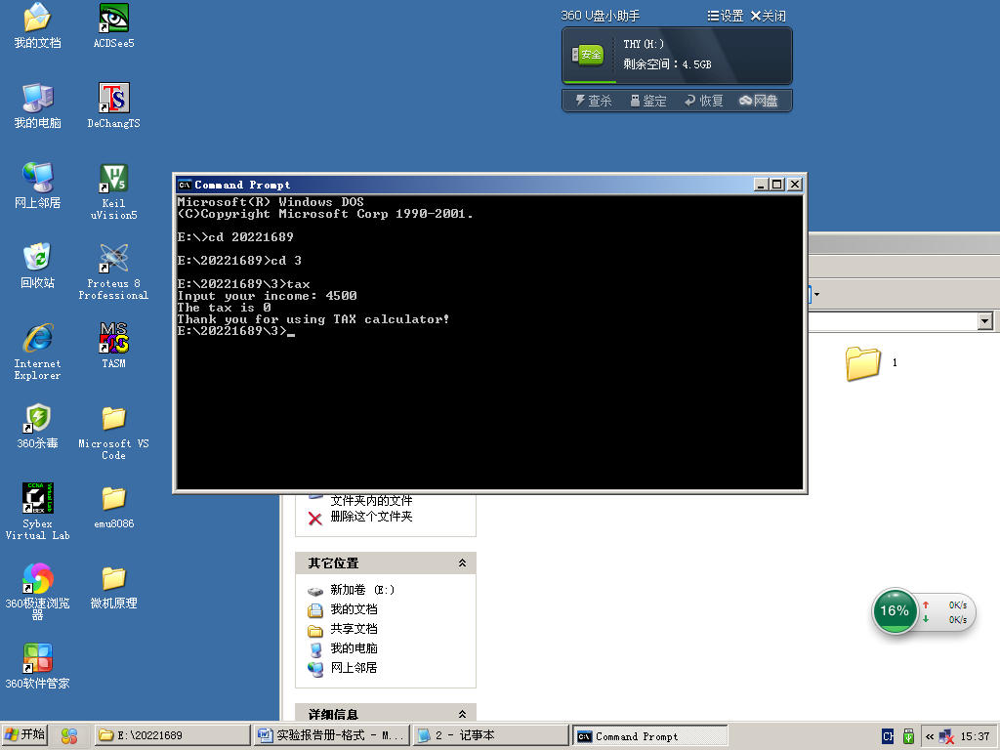 我的文档
ACDSee5
我的电脑
DeChangTS
网上邻居
Keil
uVision5
回收站
Proteus 8
Professional
Internet
Explorer
TASM
360杀毒
Microsoft VS
Code
Sybex
Virtual Lab
emu8086
360极速浏览
器
微机原理
360软件管家
360 U盘小助手
设置
关闭
安全
THY(H:)
剩余空间：4.5GB
查杀
鉴定
恢复
网盘
Command Prompt
Microsoft(R) Windows DOS
(C)Copyright Microsoft Corp 1990-2001.
E:\>cd 20221689
E:\20221689>cd 3
E:\20221689\3>tax
Input your income: 4500
The tax is 0
Thank you for using TAX calculator!
E:\20221689\3>
1
文件夹内的文件
删除这个文件夹
其它位置
新加卷 (E:)
我的文档
共享文档
我的电脑
网上邻居
详细信息
16%
0K/s
0K/s
开始
E:\20221689
实验报告册-格式 - M...
2 - 记事本
Command Prompt
CH
«
15:37